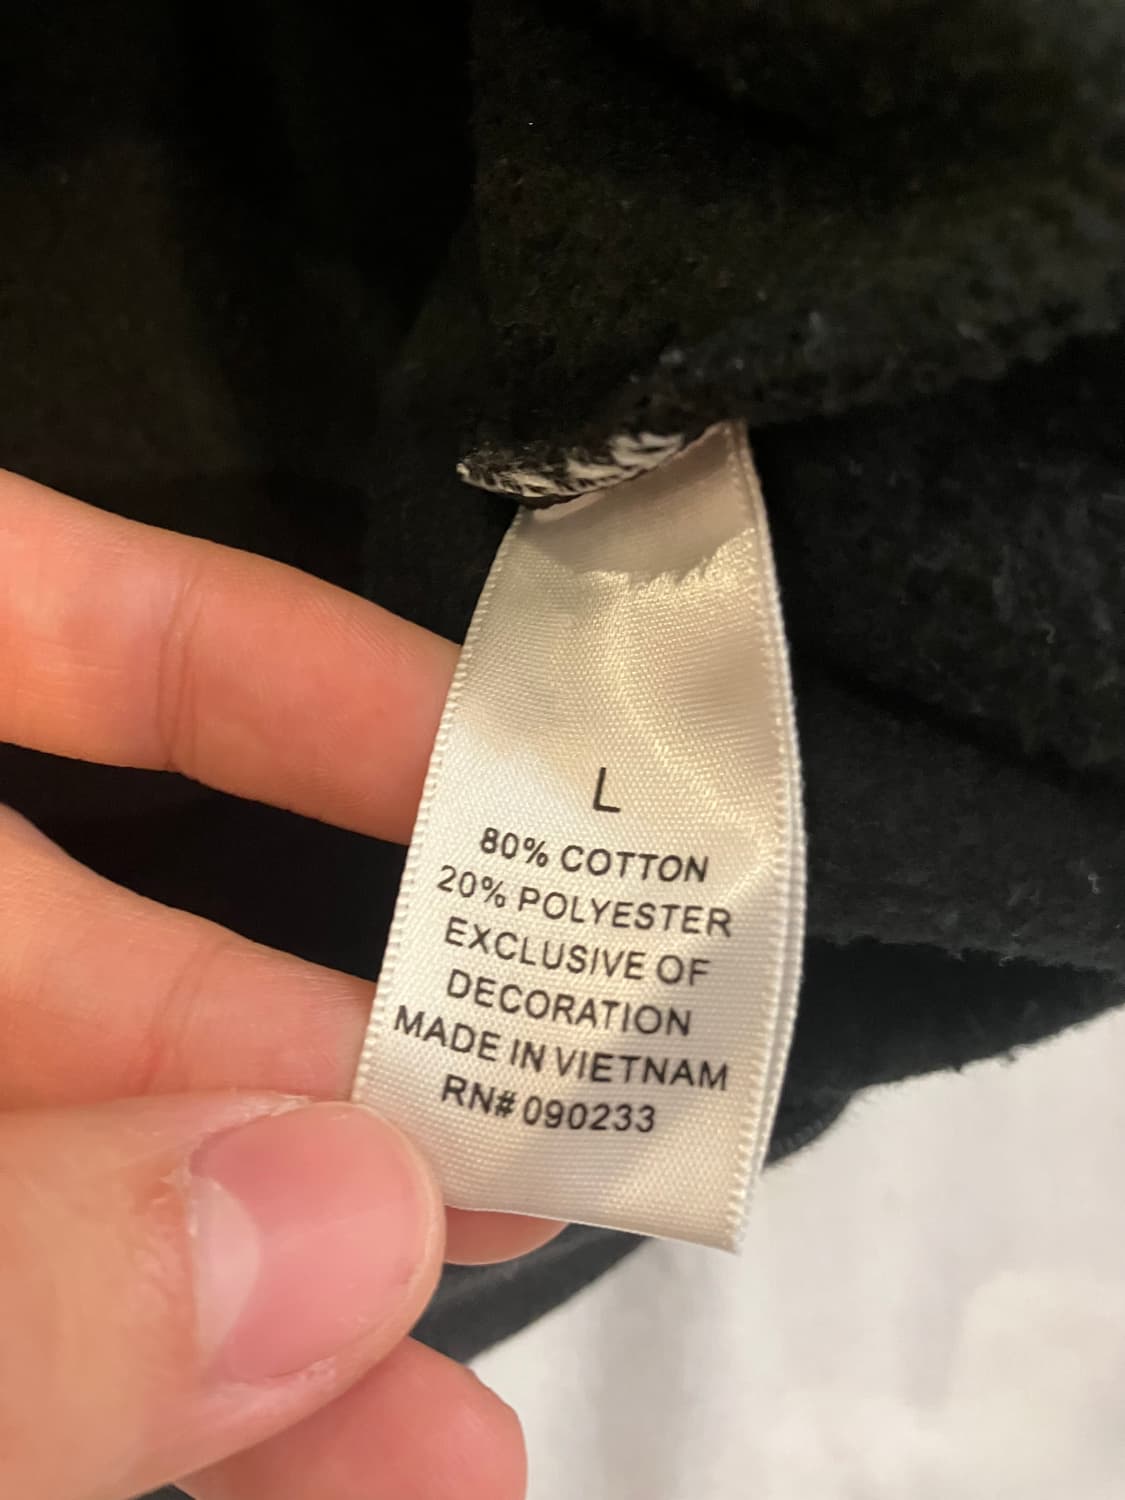 L
80% COTTON
20% POLYESTER
EXCLUSIVE OF
DECORATION
MADE IN VIETNAM
RN# 090233